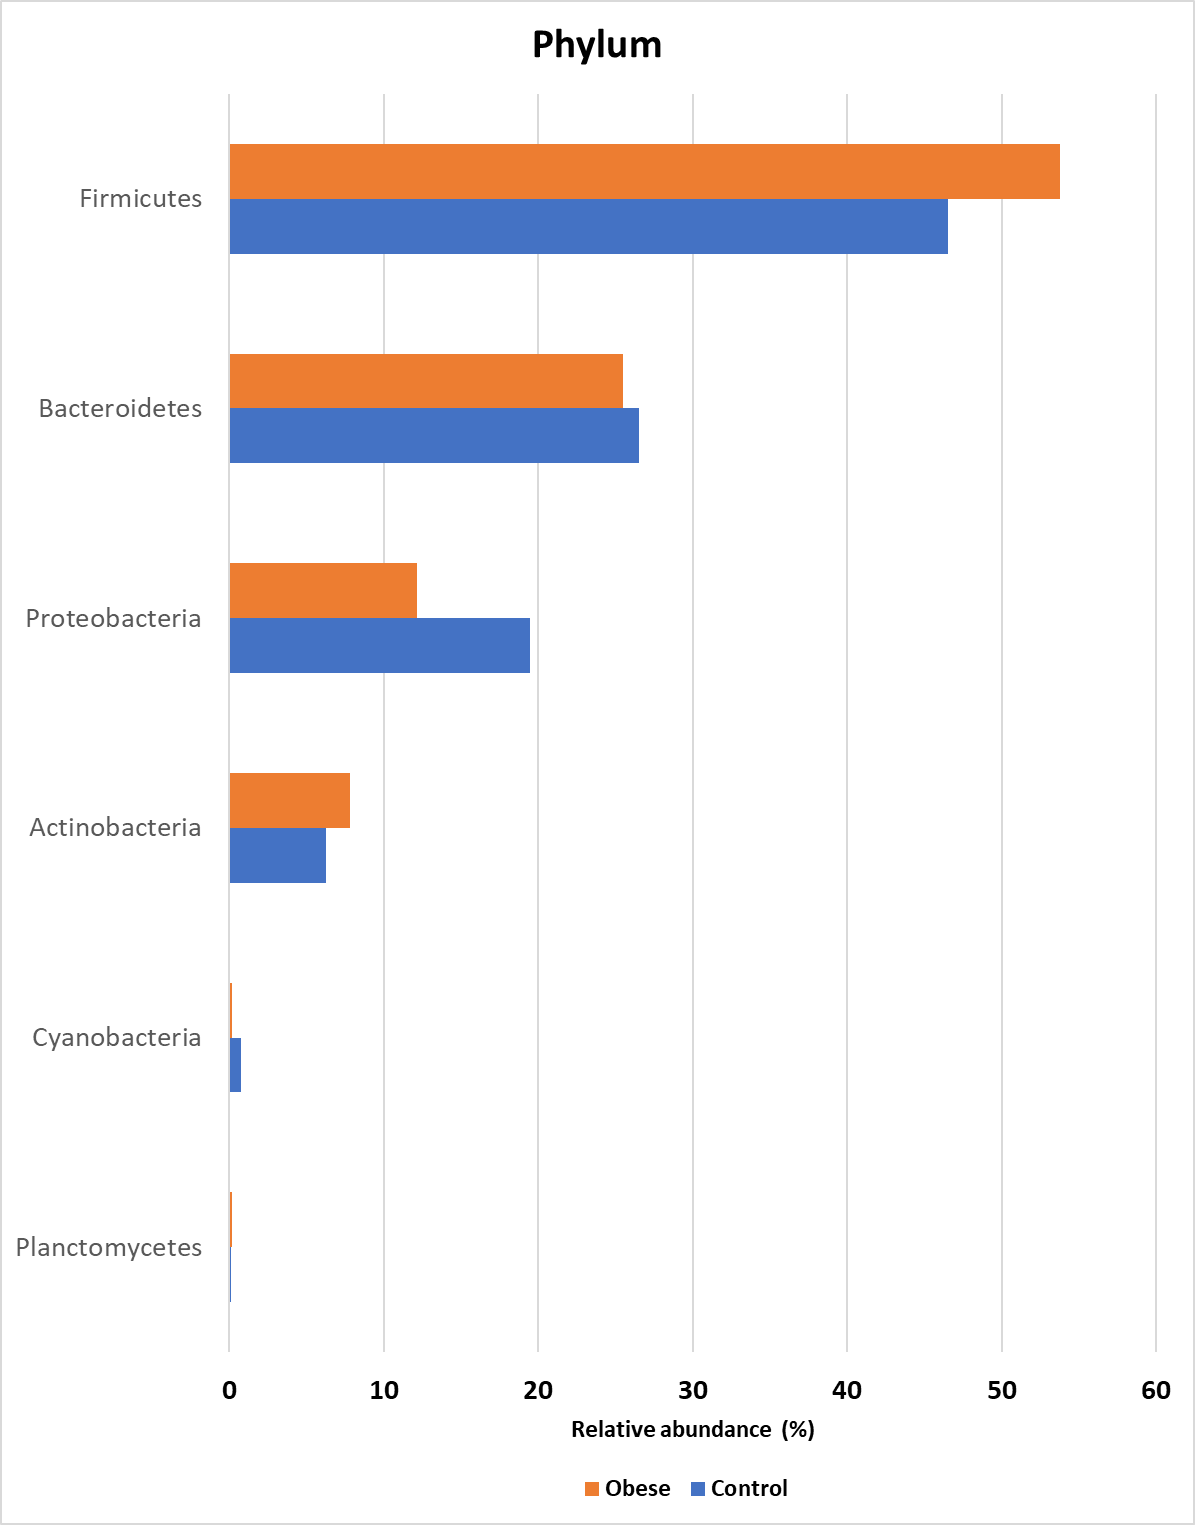 Phylum
Firmicutes
Bacteroidetes
Proteobacteria
Actinobacteria
Cyanobacteria
Planctomycetes
0 10 20 30 40 50 60
Relative abundance (%)
Obese Control